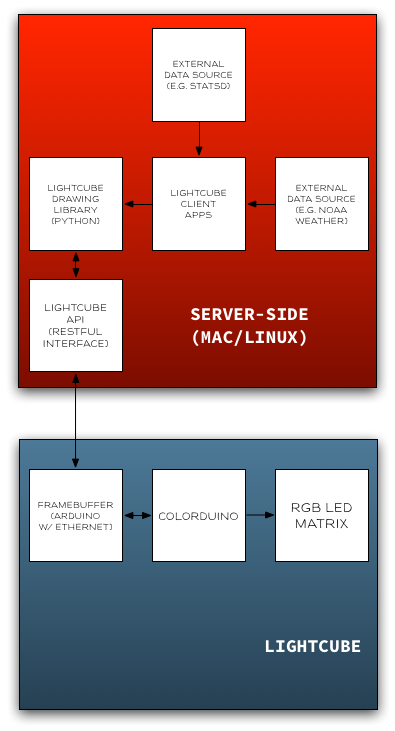 EXTERNAL
DATA SOURCE
(E.G. STATSD)
LIGHTCUBE
DRAWING
LIBRARY
(PYTHON)
LIGHTCUBE
CLIENT
APPS
EXTERNAL
DATA SOURCE
(E.G. NOAA
WEATHER)
LIGHTCUBE
API
(RESTFUL
INTERFACE)
SERVER-SIDE
(MAC/LINUX)
FRAMEBUFFER
(ARDUINO
W/ ETHERNET)
COLORDUINO
RGB LED
MATRIX
LIGHTCUBE